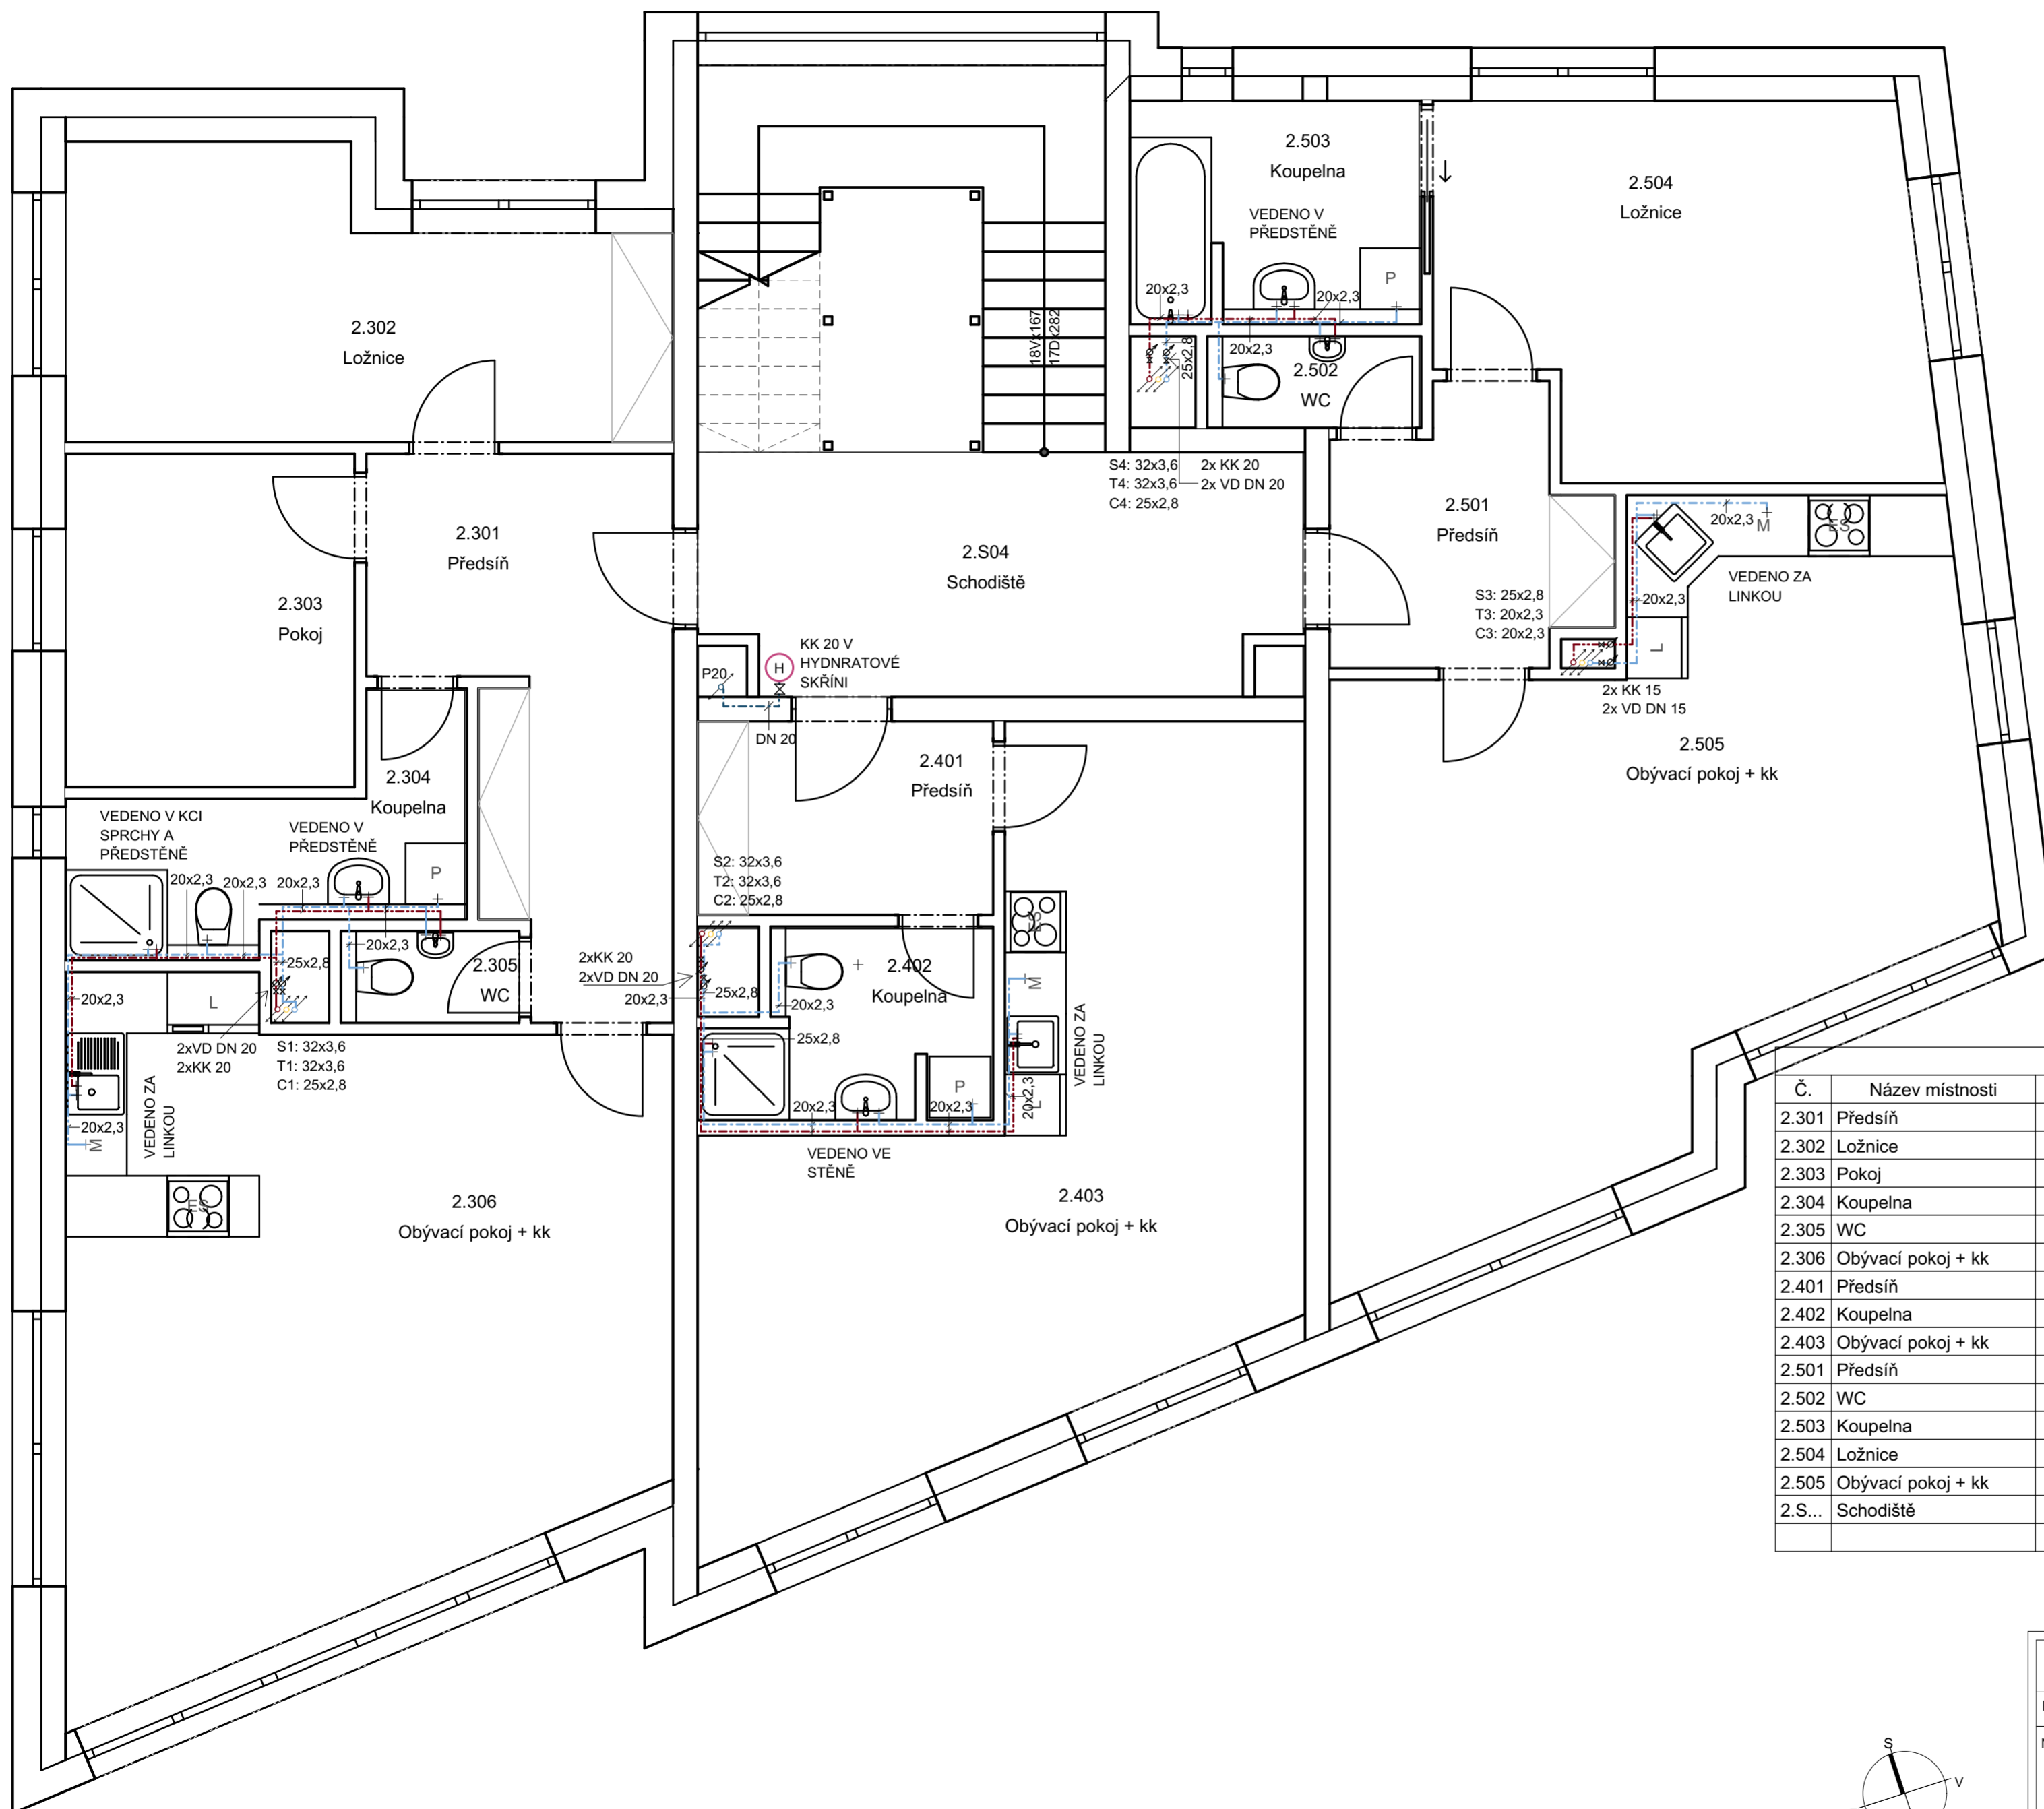 2.503
Koupelna
VEDENO V
PŘEDSTĚNĚ
P
20x2,3
20x2,3
20x2,3
25x2,8
2.502
WC
2.504
Ložnice
2.302
Ložnice
18Vx167
17Dx282
S4: 32x3,6
T4: 32x3,6
C4: 25x2,8
2x KK 20
2x VD DN 20
2.301
Předsíň
2.303
Pokoj
2.S04
Schodiště
2.501
Předsíň
20x2,3
M
ES
VEDENO ZA
LINKOU
20x2,3
L
S3: 25x2,8
T3: 20x2,3
C3: 20x2,3
2x KK 15
2x VD DN 15
2.505
Obývací pokoj + kk
P20
H
KK 20 V
HYDNRATOVÉ
SKŘÍNI
DN 20
2.401
Předsíň
2.304
Koupelna
VEDENO V KCI
SPRCHY A
PŘEDSTĚNĚ
VEDENO V
PŘEDSTĚNĚ
P
20x2,3
20x2,3
20x2,3
20x2,3
25x2,8
2.305
WC
20x2,3
L
2xVD DN 20
2xKK 20
S1: 32x3,6
T1: 32x3,6
C1: 25x2,8
VEDENO ZA
LINKOU
20x2,3
M
ES
2.306
Obývací pokoj + kk
S2: 32x3,6
T2: 32x3,6
C2: 25x2,8
2xKK 20
2xVD DN 20
20x2,3
25x2,8
20x2,3
25x2,8
2.402
Koupelna
ES
M
VEDENO ZA
LINKOU
20x2,3
L
P
20x2,3
20x2,3
VEDENO VE
STĚNĚ
2.403
Obývací pokoj + kk
Č. Název místnosti
2.301 Předsíň
2.302 Ložnice
2.303 Pokoj
2.304 Koupelna
2.305 WC
2.306 Obývací pokoj + kk
2.401 Předsíň
2.402 Koupelna
2.403 Obývací pokoj + kk
2.501 Předsíň
2.502 WC
2.503 Koupelna
2.504 Ložnice
2.505 Obývací pokoj + kk
2.S... Schodiště
S
V